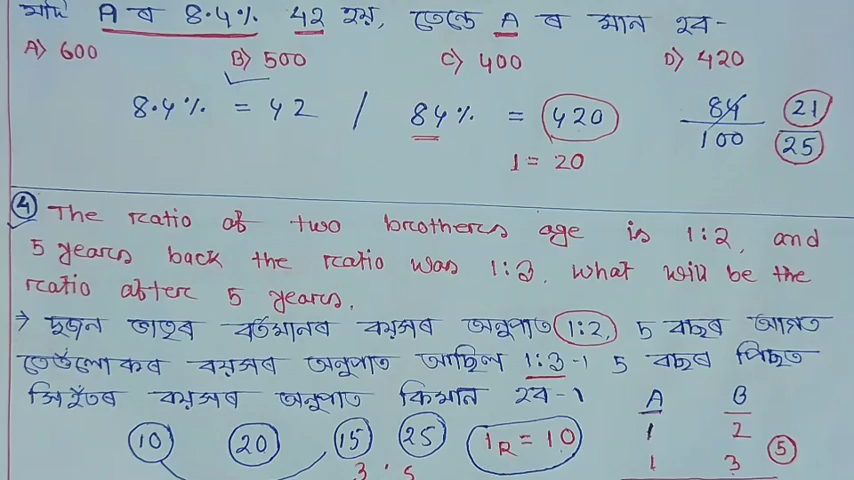 যদি A ৰ 8.4% 42 হয়, তেন্তে A ৰ মান হব-
A) 600 B) 500 C) 400 D) 420
8.4% = 42 / 84% = 420 84/100 21/25
1 = 20
4 The ratio of two brothers age is 1:2, and
5 years back the ratio was 1:3. what will be the
ratio after 5 years.
→ দুজন ভাতৃৰ বৰ্তমানৰ বয়সৰ অনুপাত 1:2, 5 বছৰ আগত
তেওঁলোকৰ বয়সৰ অনুপাত আছিল 1:3-। 5 বছৰ পিছত
সিহঁতৰ বয়সৰ অনুপাত কিমান হব-।
A B
1 2
10 20 15 25 1R = 10
1 3 5
3 : 5